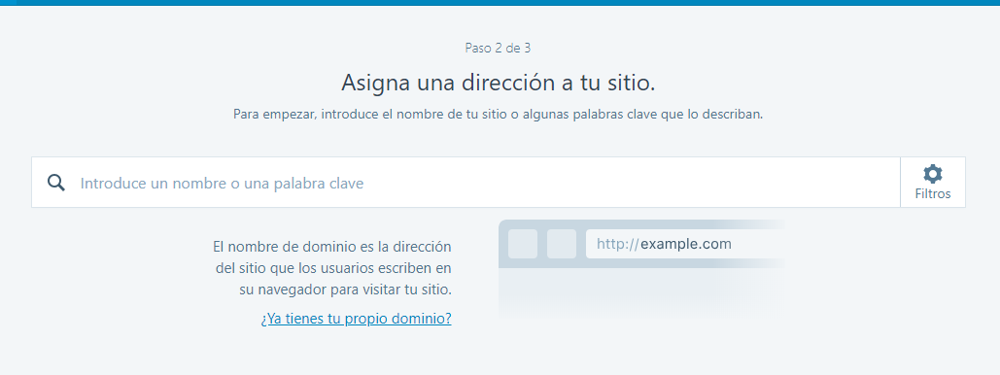 Paso 2 de 3
Asigna una dirección a tu sitio.
Para empezar, introduce el nombre de tu sitio o algunas palabras clave que lo describan.
Introduce un nombre o una palabra clave
Filtros
El nombre de dominio es la dirección
del sitio que los usuarios escriben en
su navegador para visitar tu sitio.
¿Ya tienes tu propio dominio?
http://example.com